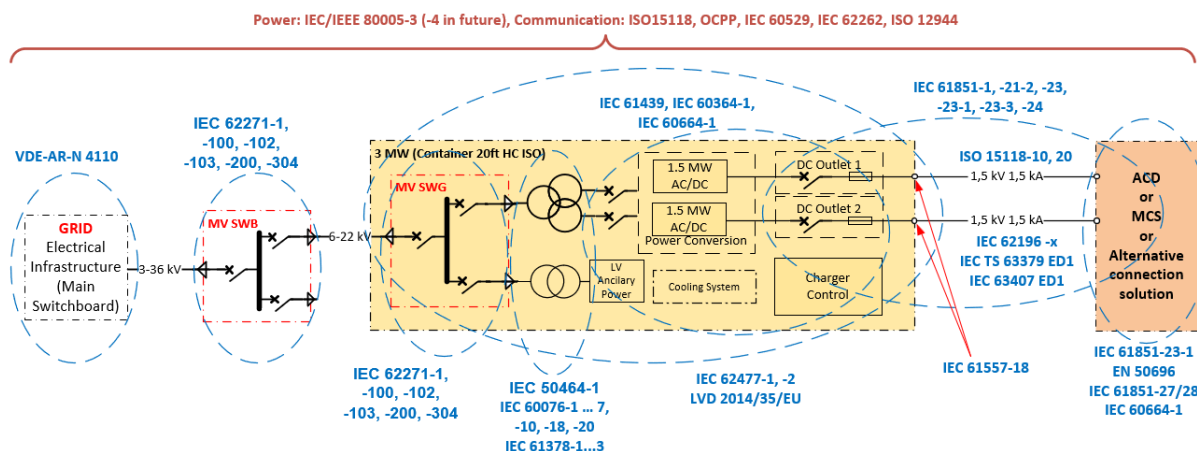 Power: IEC/IEEE 80005-3 (-4 in future), Communication: ISO15118, OCPP, IEC 60529, IEC 62262, ISO 12944
VDE-AR-N 4110
GRID
Electrical
Infrastructure
(Main
Switchboard)
3-36 kV
IEC 62271-1,
-100, -102,
-103, -200, -304
MV SWB
6-22 kV
3 MW (Container 20ft HC ISO)
MV SWG
IEC 62271-1,
-100, -102,
-103, -200, -304
IEC 50464-1
IEC 60076-1 ... 7,
-10, -18, -20
IEC 61378-1...3
LV
Ancilary
Power
IEC 61439, IEC 60364-1,
IEC 60664-1
1.5 MW
AC/DC
1.5 MW
AC/DC
Power Conversion
Cooling System
DC Outlet 1
DC Outlet 2
Charger
Control
IEC 62477-1, -2
LVD 2014/35/EU
IEC 61851-1, -21-2, -23,
-23-1, -23-3, -24
ISO 15118-10, 20
1,5 kV 1,5 kA
1,5 kV 1,5 kA
IEC 62196 -x
IEC TS 63379 ED1
IEC 63407 ED1
IEC 61557-18
ACD
or
MCS
or
Alternative
connection
solution
IEC 61851-23-1
EN 50696
IEC 61851-27/28
IEC 60664-1